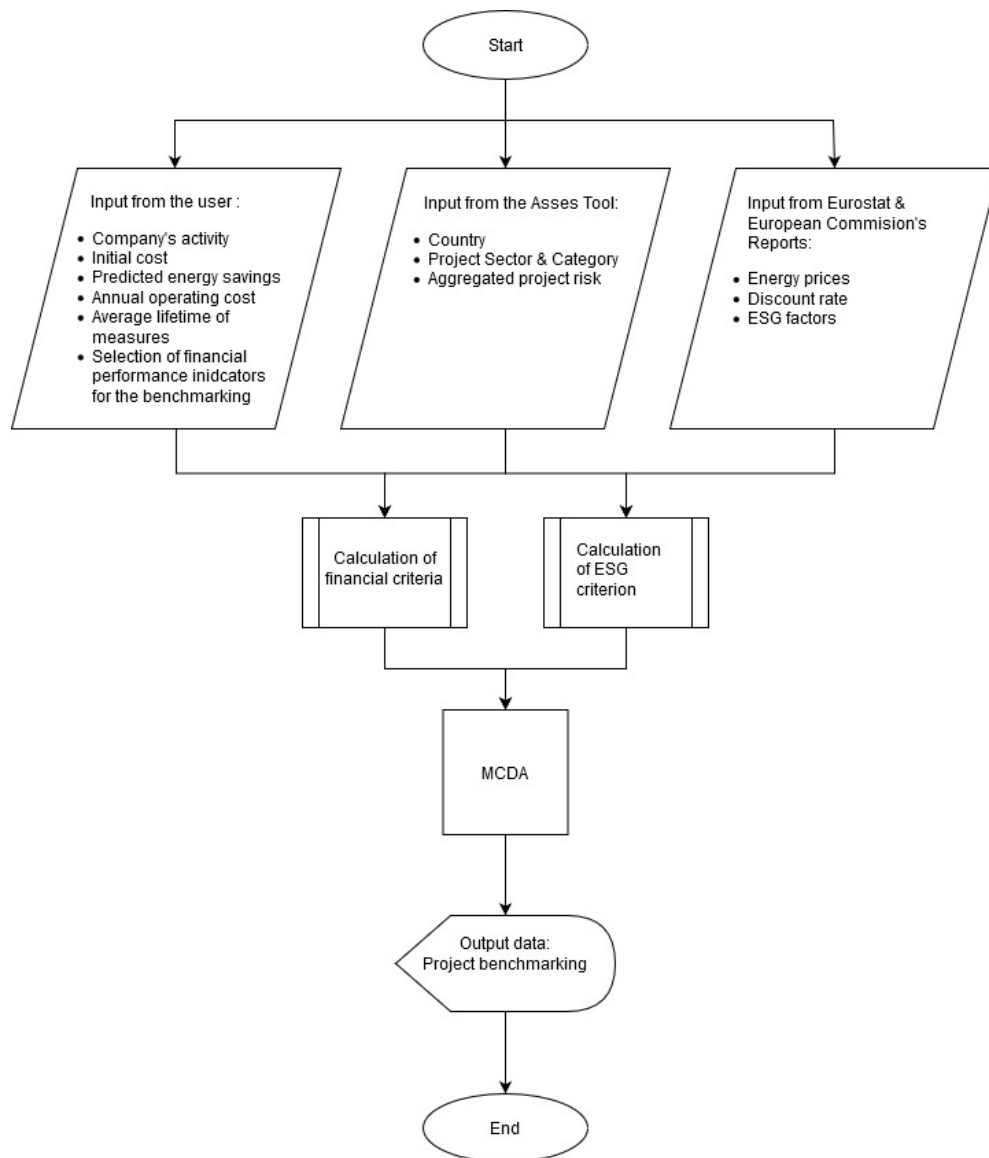 Start
Input from the user :
• Company's activity
• Initial cost
• Predicted energy savings
• Annual operating cost
• Average lifetime of
measures
• Selection of financial
performance inidcators
for the benchmarking
Input from the Asses Tool:
• Country
• Project Sector & Category
• Aggregated project risk
Input from Eurostat &
European Commision's
Reports:
• Energy prices
• Discount rate
• ESG factors
Calculation of
financial criteria
Calculation
of ESG
criterion
MCDA
Output data:
Project benchmarking
End